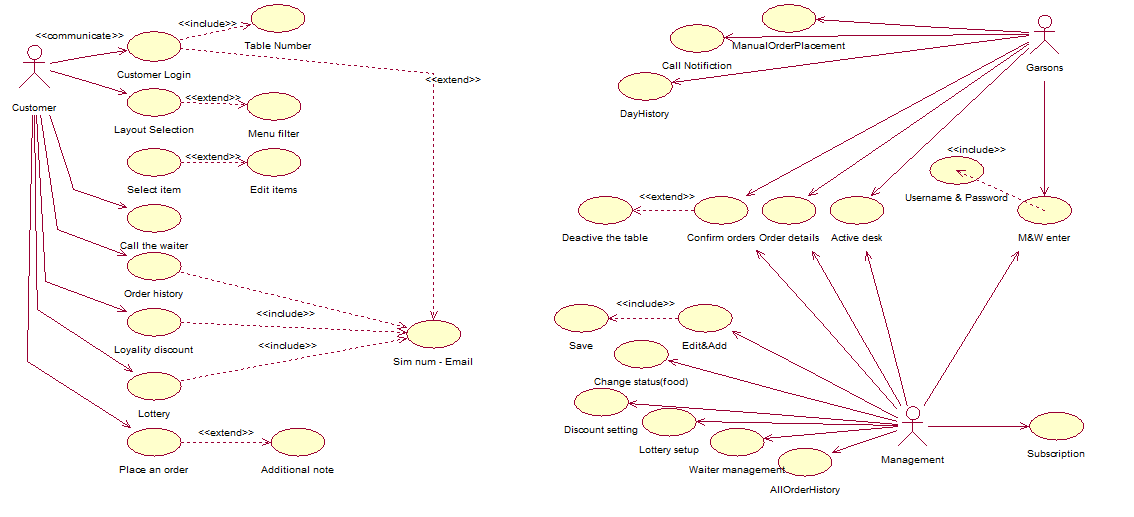 <<include>>
Table Number
<<communicate>>
Customer Login
<<extend>>
Customer
<<extend>>
Layout Selection
Menu filter
<<extend>>
Select item
Edit items
Call the waiter
Order history
<<include>>
Loyality discount
<<include>>
Sim num - Email
Lottery
<<extend>>
Place an order
Additional note
ManualOrderPlacement
Call Notifiction
Garsons
DayHistory
<<include>>
Username & Password
<<extend>>
Deactive the table
Confirm orders
Order details
Active desk
M&W enter
<<include>>
Save
Edit&Add
Change status(food)
Discount setting
Lottery setup
Waiter management
Management
Subscription
AllOrderHistory